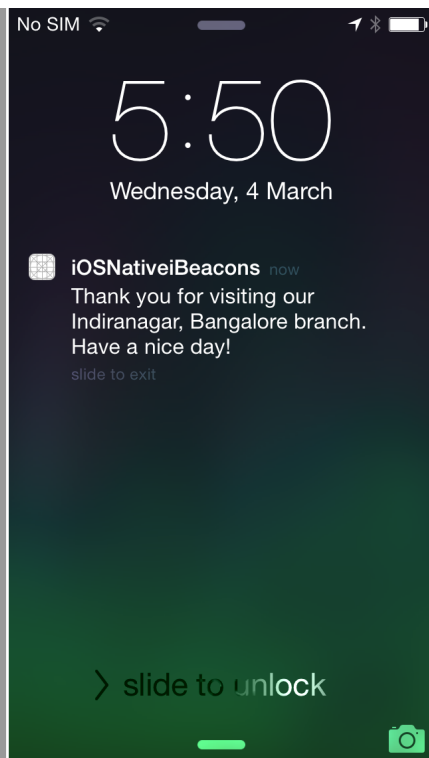 No SIM
5:50
Wednesday, 4 March
iOSNativeiBeacons now
Thank you for visiting our
Indiranagar, Bangalore branch.
Have a nice day!
slide to exit
slide to unlock